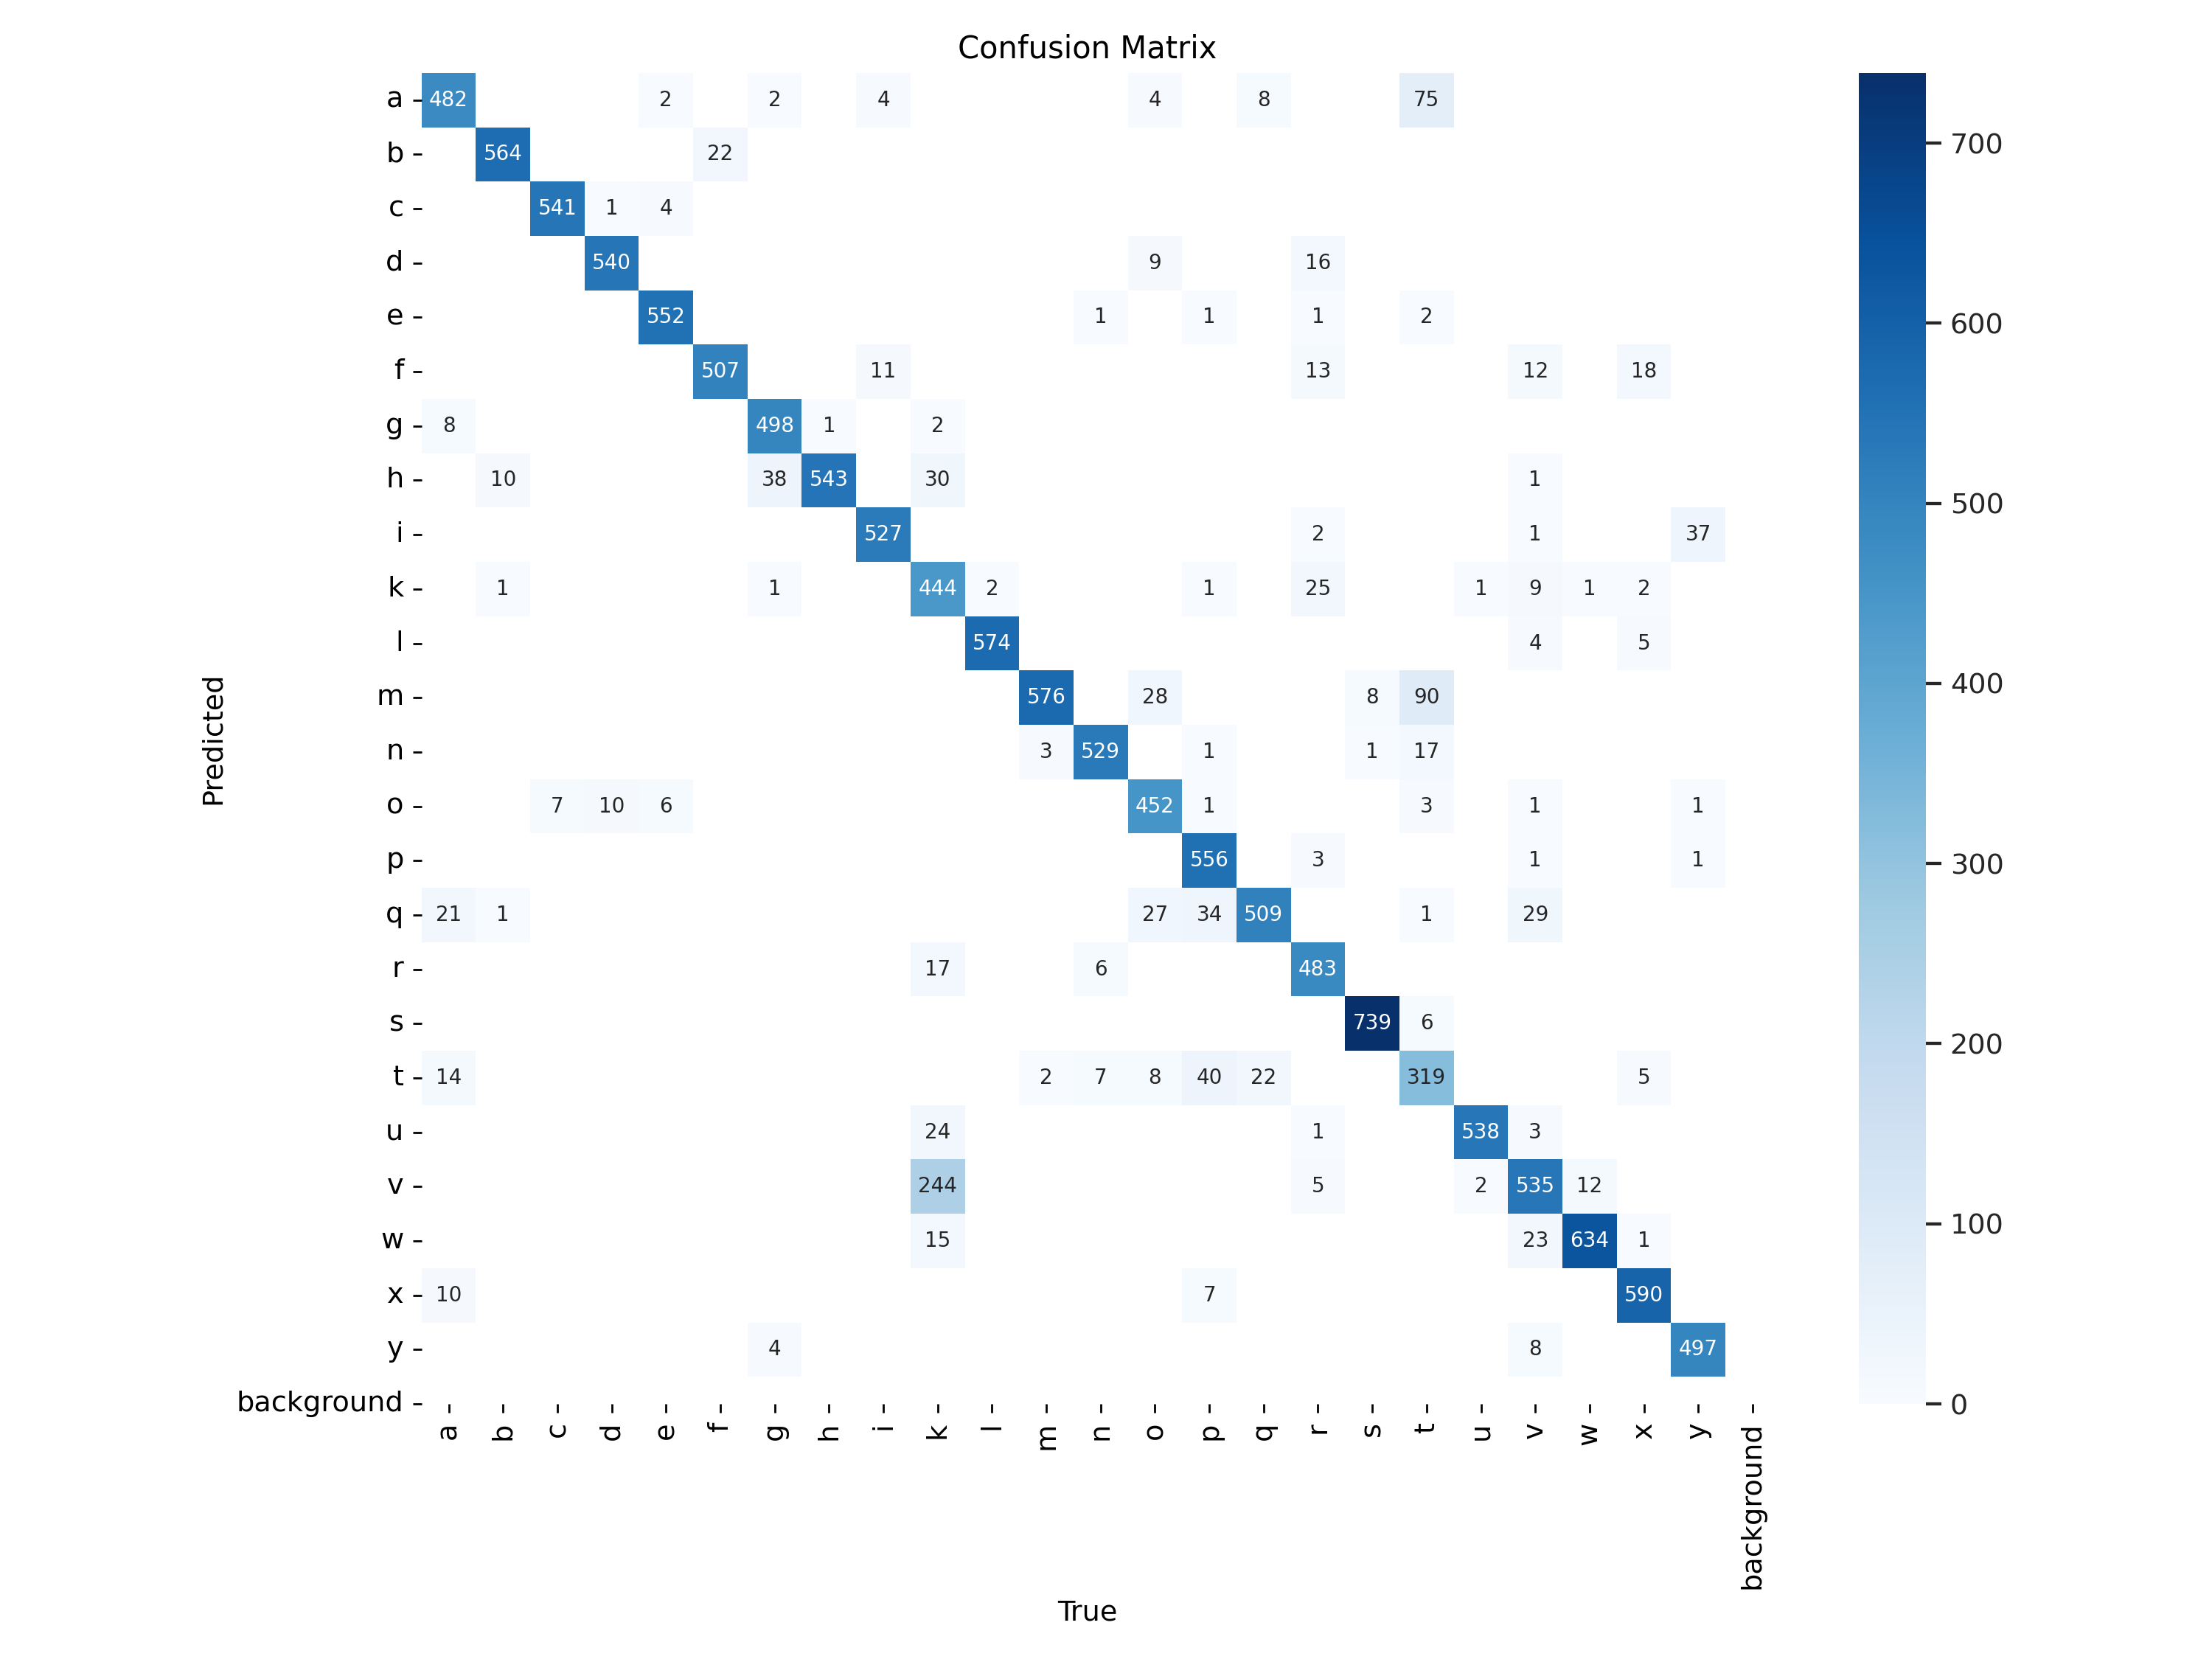 Confusion Matrix
a 482 2 2 4 4 8 75
b 564 22
c 541 1 4
d 540 9 16
e 552 1 1 1 2
f 507 11 13 12 18
g 8 498 1 2
h 10 38 543 30 1
i 527 2 1 37
k 1 1 444 2 1 25 1 9 1 2
l 574 4 5
m 576 28 8 90
n 3 529 1 1 17
o 7 10 6 452 1 3 1 1
p 556 3 1 1
q 21 1 27 34 509 1 29
r 17 6 483
s 739 6
t 14 2 7 8 40 22 319 5
u 24 1 538 3
v 244 5 2 535 12
w 15 23 634 1
x 10 7 590
y 4 8 497
background
a b c d e f g h i k l m n o p q r s t u v w x y background
Predicted
True
700
600
500
400
300
200
100
0